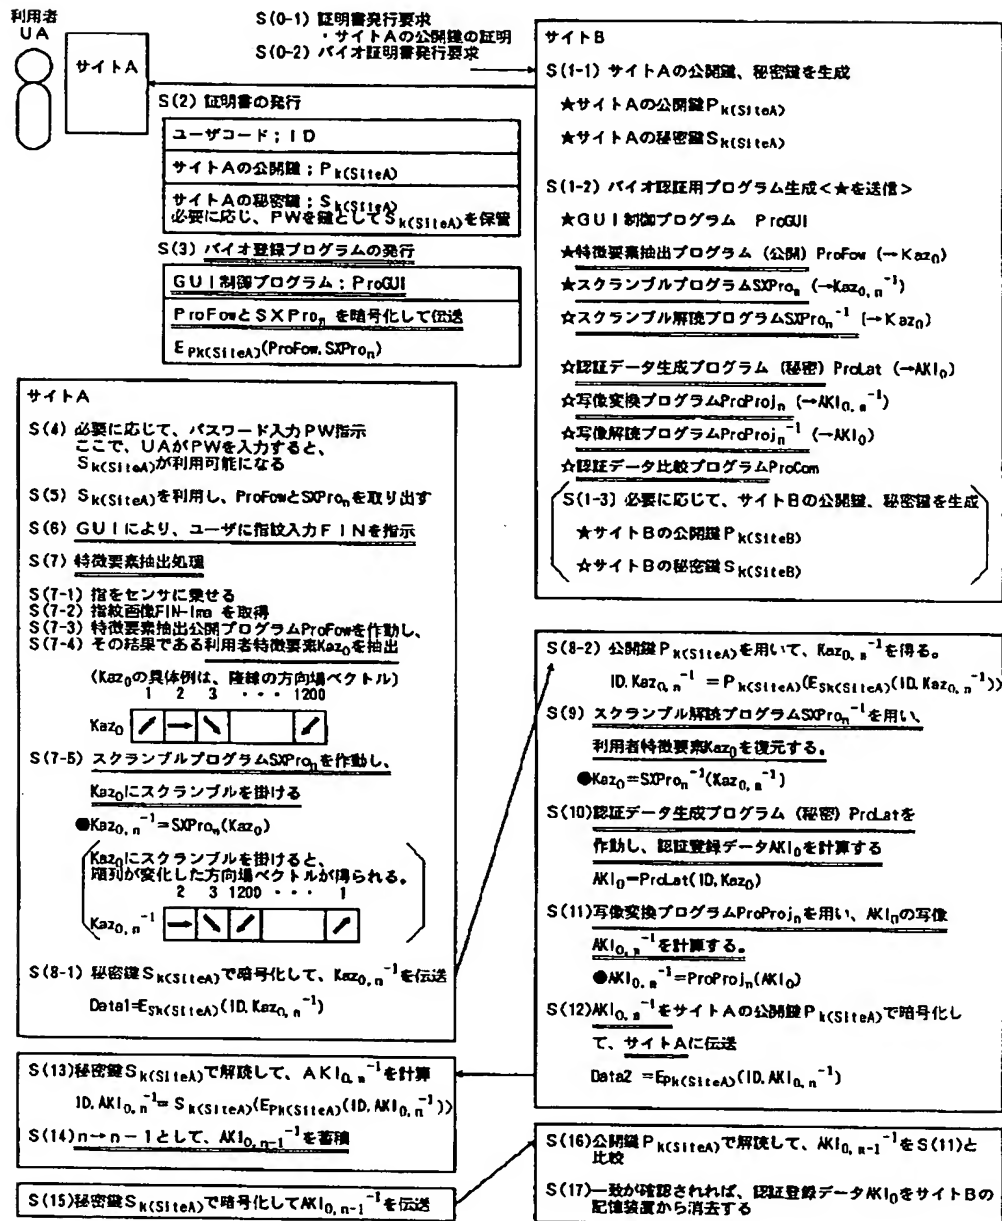 利用者
UA
サイトA
S(0-1) 証明書発行要求
・サイトAの公開鍵の証明
S(0-2) バイオ証明書発行要求
サイトB
S(1-1) サイトAの公開鍵、秘密鍵を生成
★サイトAの公開鍵Pk(SiteA)
★サイトAの秘密鍵Sk(SiteA)
S(1-2) バイオ認証用プログラム生成<★を送信>
★GUI制御プログラム ProGUI
★特徴要素抽出プログラム (公開) ProFow (→Kaz0)
★スクランブルプログラムSXPron (→Kaz0,n^-1)
☆スクランブル解読プログラムSXPron^-1 (→Kaz0)
☆認証データ生成プログラム (秘密) ProLat (→AKI0)
☆写像変換プログラムProProjn (→AKI0,n^-1)
☆写像解読プログラムProProjn^-1 (→AKI0)
☆認証データ比較プログラムProCom
S(1-3) 必要に応じて、サイトBの公開鍵、秘密鍵を生成
★サイトBの公開鍵Pk(SiteB)
☆サイトBの秘密鍵Sk(SiteB)
S(2) 証明書の発行
ユーザコード;ID
サイトAの公開鍵;Pk(SiteA)
サイトAの秘密鍵;Sk(SiteA)
必要に応じ、PWを鍵としてSk(SiteA)を保管
S(3) バイオ登録プログラムの発行
GUI制御プログラム;ProGUI
ProFowとSXPronを暗号化して伝送
EPk(SiteA)(ProFow,SXPron)
サイトA
S(4) 必要に応じて、パスワード入力PW指示
ここで、UAがPWを入力すると、
Sk(SiteA)が利用可能になる
S(5) Sk(SiteA)を利用し、ProFowとSXPronを取り出す
S(6) GUIにより、ユーザに指紋入力FINを指示
S(7) 特徴要素抽出処理
S(7-1) 指をセンサに乗せる
S(7-2) 指紋画像FIN-Imaを取得
S(7-3) 特徴要素抽出公開プログラムProFowを作動し、
S(7-4) その結果である利用者特徴要素Kaz0を抽出
(Kaz0の具体例は、隆線の方向場ベクトル)
1 2 3 ・・・ 1200
Kaz0
S(7-5) スクランブルプログラムSXPronを作動し、
Kaz0にスクランブルを掛ける
●Kaz0,n^-1=SXPron(Kaz0)
Kaz0にスクランブルを掛けると、
順列が変化した方向場ベクトルが得られる。
2 3 1200 ・・・ 1
Kaz0,n^-1
S(8-1) 秘密鍵Sk(SiteA)で暗号化して、Kaz0,n^-1を伝送
Data1=ESk(SiteA)(ID,Kaz0,n^-1)
S(8-2) 公開鍵Pk(SiteA)を用いて、Kaz0,n^-1を得る。
ID,Kaz0,n^-1 = Pk(SiteA)(ESk(SiteA)(ID,Kaz0,n^-1))
S(9) スクランブル解読プログラムSXPron^-1を用い、
利用者特徴要素Kaz0を復元する。
●Kaz0=SXPron^-1(Kaz0,n^-1)
S(10)認証データ生成プログラム (秘密) ProLatを
作動し、認証登録データAKI0を計算する
AKI0=ProLat(ID,Kaz0)
S(11)写像変換プログラムProProjnを用い、AKInの写像
AKI0,n^-1を計算する。
●AKI0,n^-1=ProProjn(AKI0)
S(12)AKI0,n^-1をサイトAの公開鍵Pk(SiteA)で暗号化し
て、サイトAに伝送
Data2 =EPk(SiteA)(ID,AKI0,n^-1)
S(13)秘密鍵Sk(SiteA)で解読して、AKI0,n^-1を計算
ID,AKI0,n^-1= Sk(SiteA)(EPk(SiteA)(ID,AKI0,n^-1))
S(14)n→n-1として、AKI0,n-1^-1を蓄積
S(15)秘密鍵Sk(SiteA)で暗号化してAKI0,n-1^-1を伝送
S(16)公開鍵Pk(SiteA)で解読して、AKI0,n-1^-1をS(11)と
比較
S(17)一致が確認されれば、認証登録データAKI0をサイトBの
記憶装置から消去する